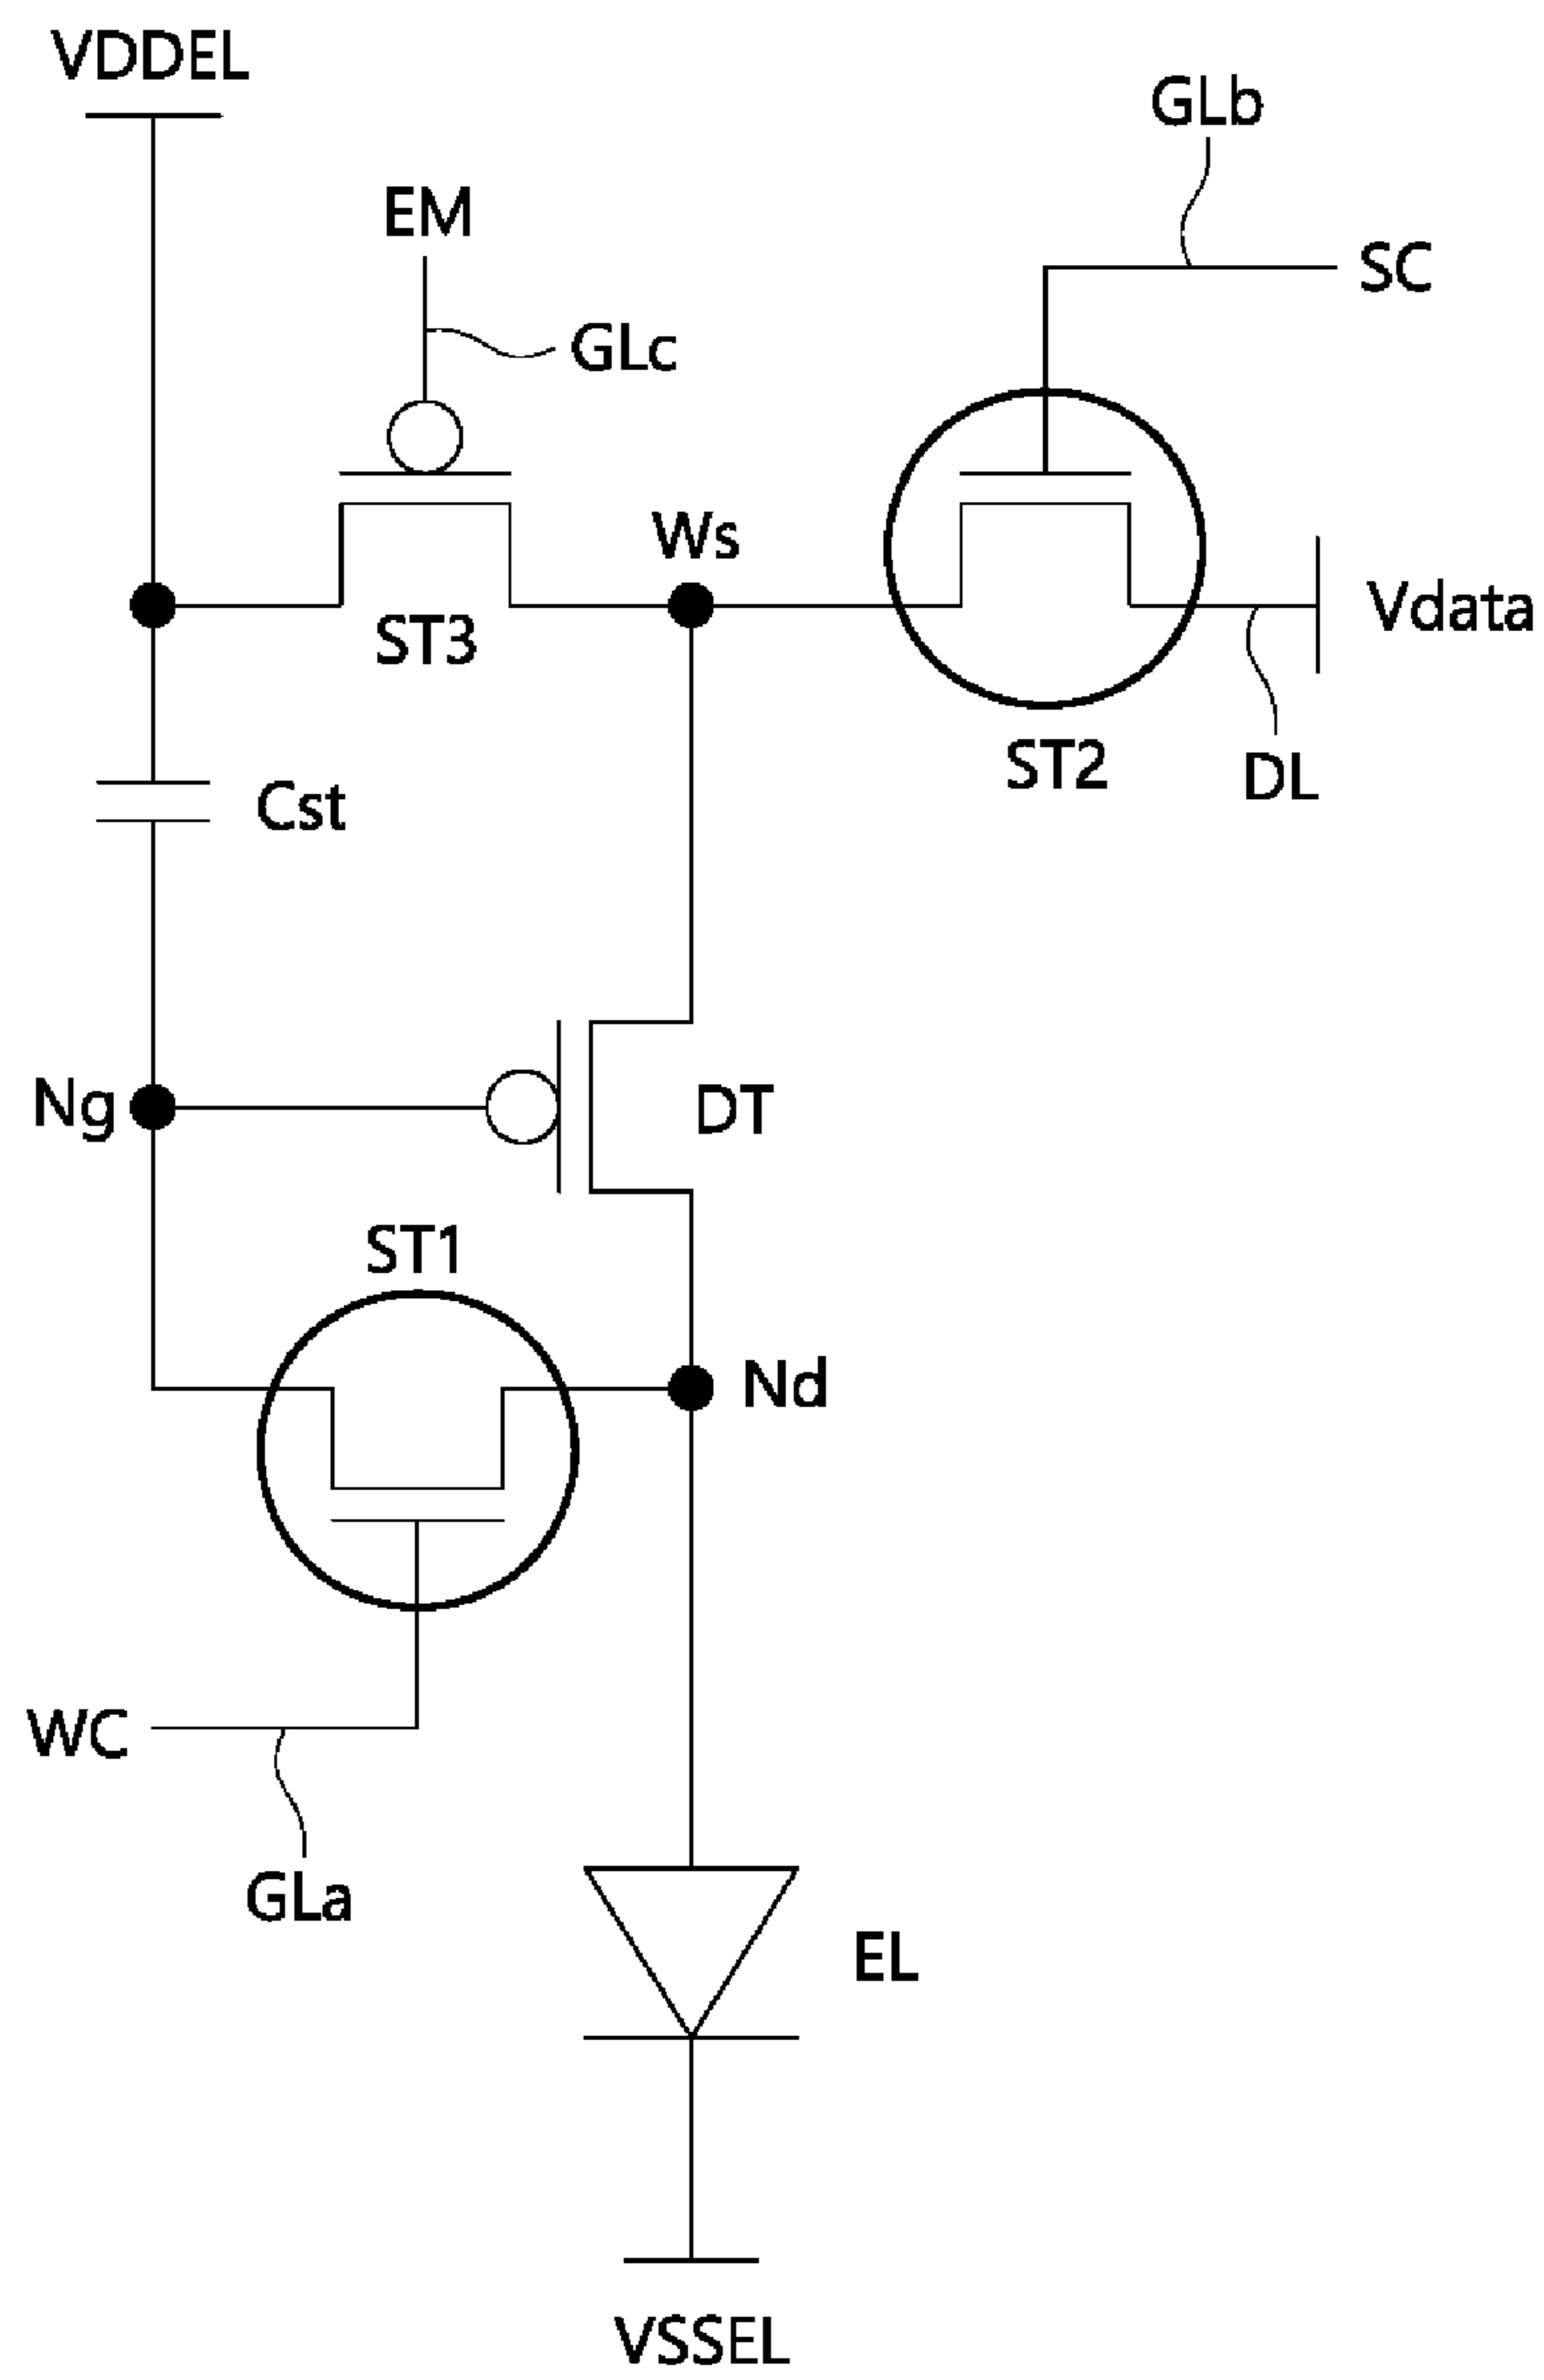 VDDEL
GLb
EM
SC
GLc
Ws
Vdata
ST3
ST2
DL
Cst
Ng
DT
ST1
Nd
WC
GLa
EL
VSSEL